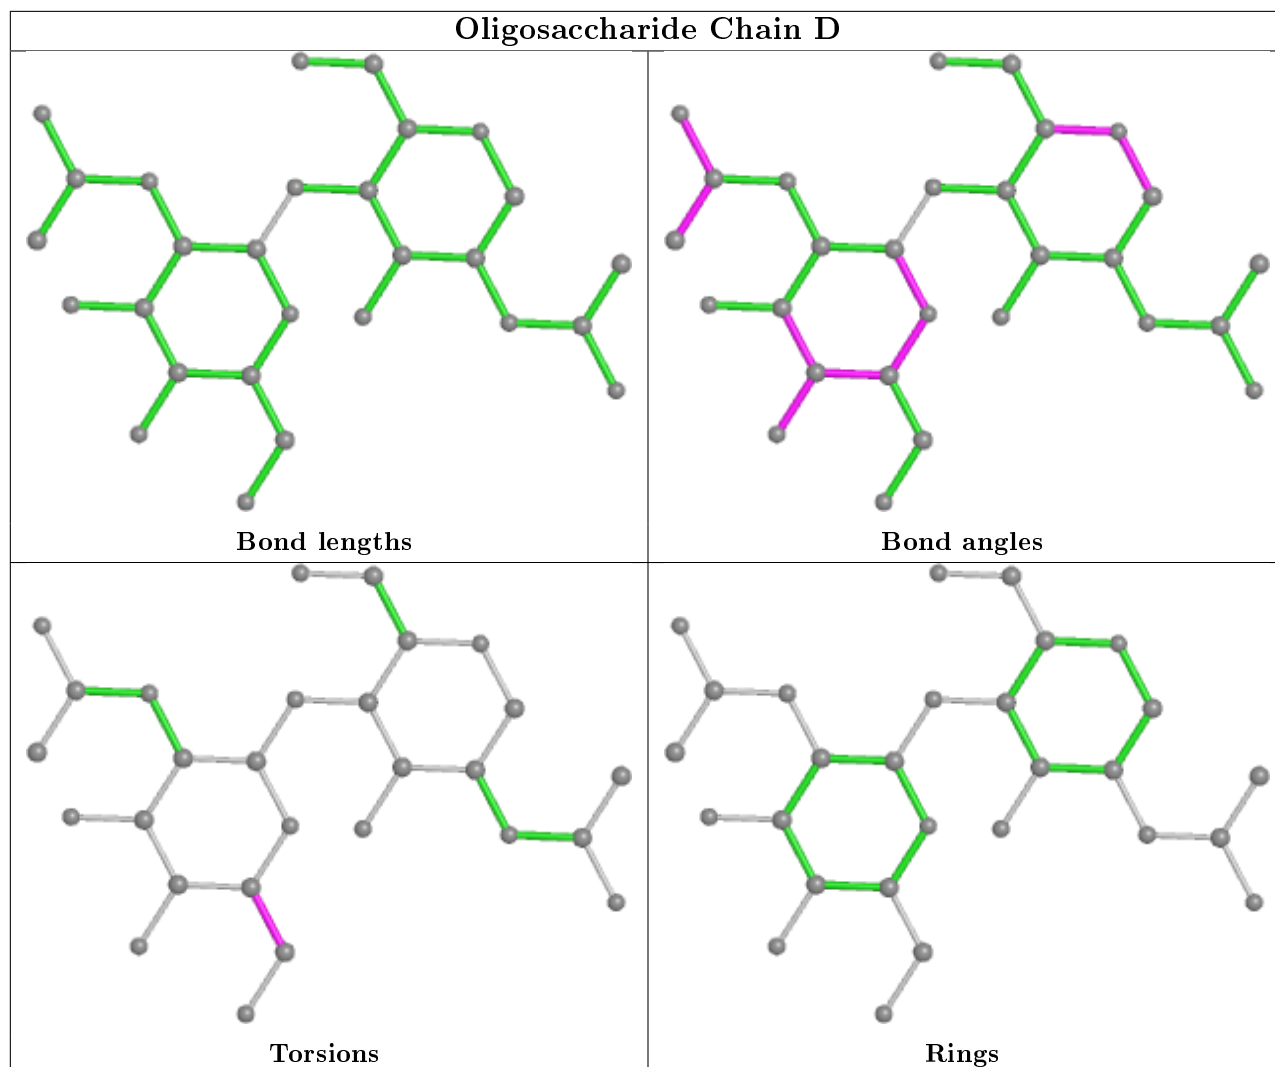 Oligosaccharide Chain D
Bond lengths
Bond angles
Torsions
Rings